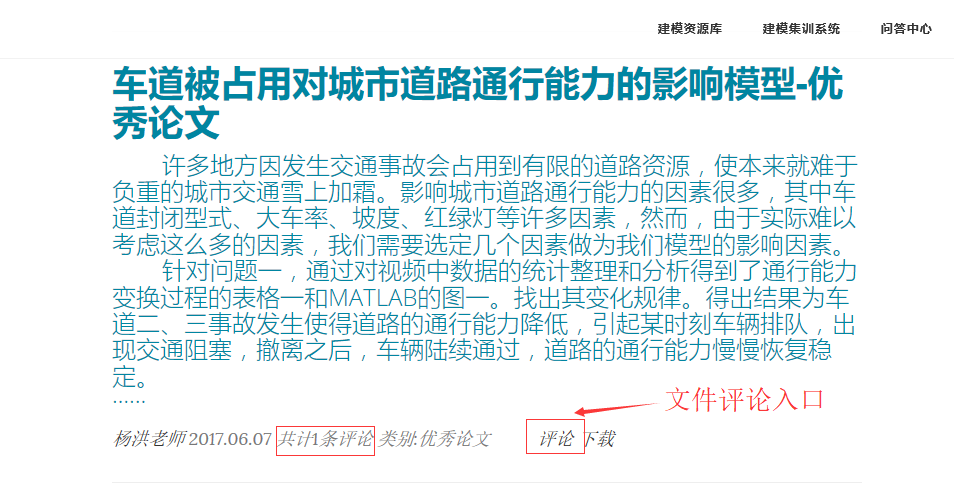 建模资源库 建模集训系统 问答中心
车道被占用对城市道路通行能力的影响模型-优
秀论文
许多地方因发生交通事故会占用到有限的道路资源，使本来就难于
负重的城市交通雪上加霜。影响城市道路通行能力的因素很多，其中车
道封闭型式、大车率、坡度、红绿灯等许多因素，然而，由于实际难以
考虑这么多的因素，我们需要选定几个因素做为我们模型的影响因素。
针对问题一，通过对视频中数据的统计整理和分析得到了通行能力
变换过程的表格一和MATLAB的图一。找出其变化规律。得出结果为车
道二、三事故发生使得道路的通行能力降低，引起某时刻车辆排队，出
现交通阻塞，撤离之后，车辆陆续通过，道路的通行能力慢慢恢复稳
定。
······
文件评论入口
杨洪老师 2017.06.07 共计1条评论 类别:优秀论文 评论 下载